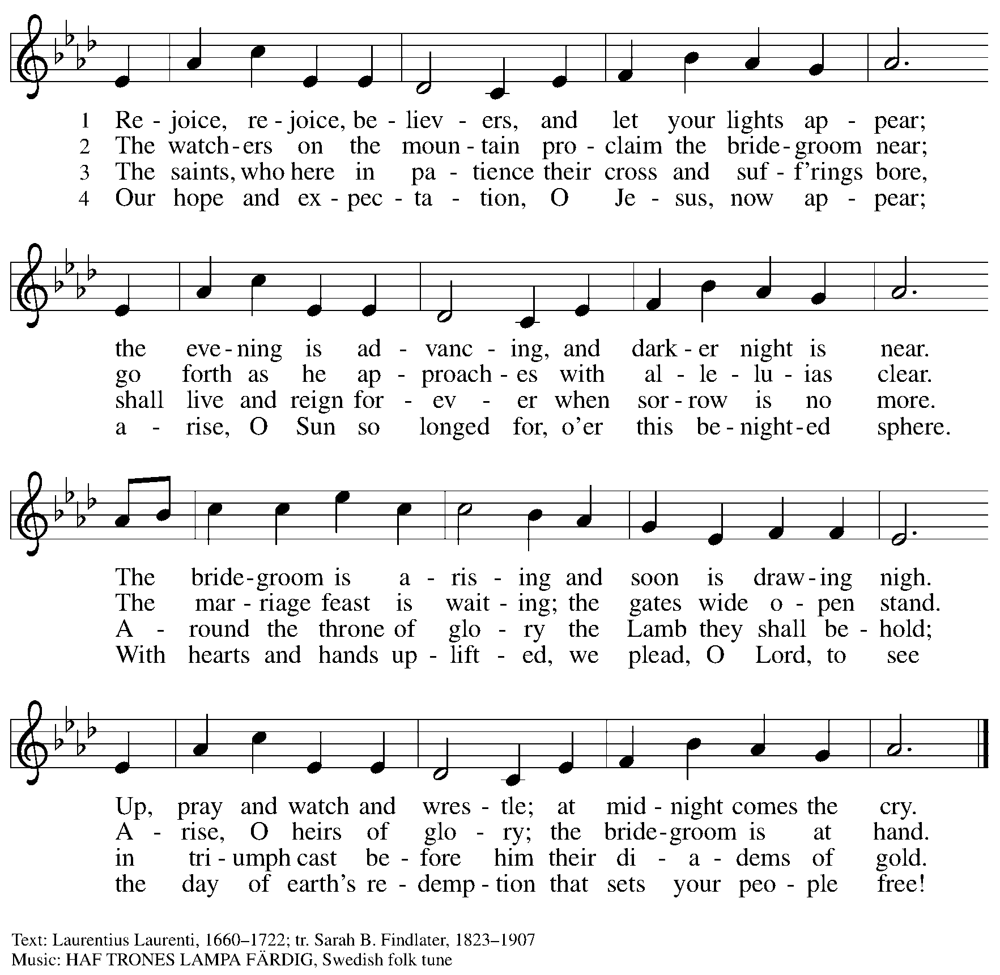 1 Re - joice, re - joice, be - liev - ers, and let your lights ap - pear;
2 The watch - ers on the moun - tain pro - claim the bride - groom near;
3 The saints, who here in pa - tience their cross and suf - f’rings bore,
4 Our hope and ex - pec - ta - tion, O Je - sus, now ap - pear;
the eve - ning is ad - vanc - ing, and dark - er night is near.
go forth as he ap - proach - es with al - le - lu - ias clear.
shall live and reign for - ev - er when sor - row is no more.
a - rise, O Sun so longed for, o’er this be - night - ed sphere.
The bride - groom is a - ris - ing and soon is draw - ing nigh.
The mar - riage feast is wait - ing; the gates wide o - pen stand.
A - round the throne of glo - ry the Lamb they shall be - hold;
With hearts and hands up - lift - ed, we plead, O Lord, to see
Up, pray and watch and wres - tle; at mid - night comes the cry.
A - rise, O heirs of glo - ry; the bride - groom is at hand.
in tri - umph cast be - fore him their di - a - dems of gold.
the day of earth’s re - demp - tion that sets your peo - ple free!
Text: Laurentius Laurenti, 1660–1722; tr. Sarah B. Findlater, 1823–1907
Music: HAF TRONES LAMPA FÄRDIG, Swedish folk tune